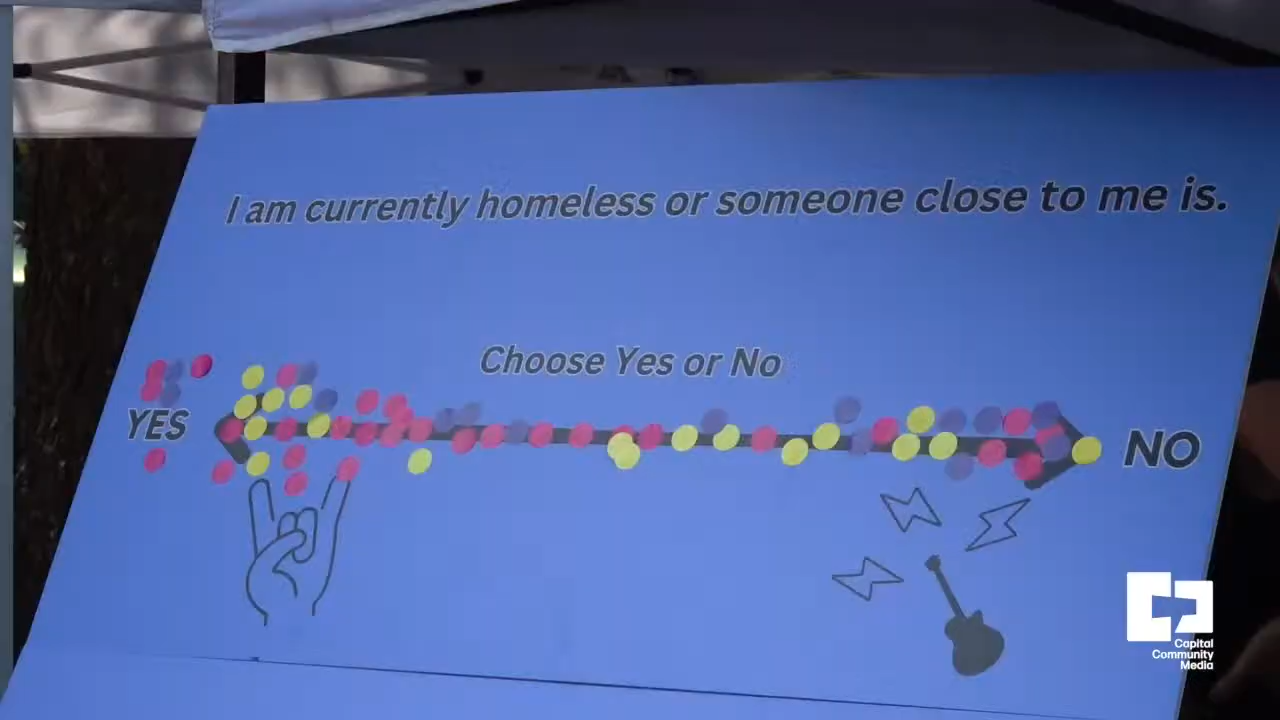 I am currently homeless or someone close to me is.
Choose Yes or No
YES
NO
Capital
Community
Media